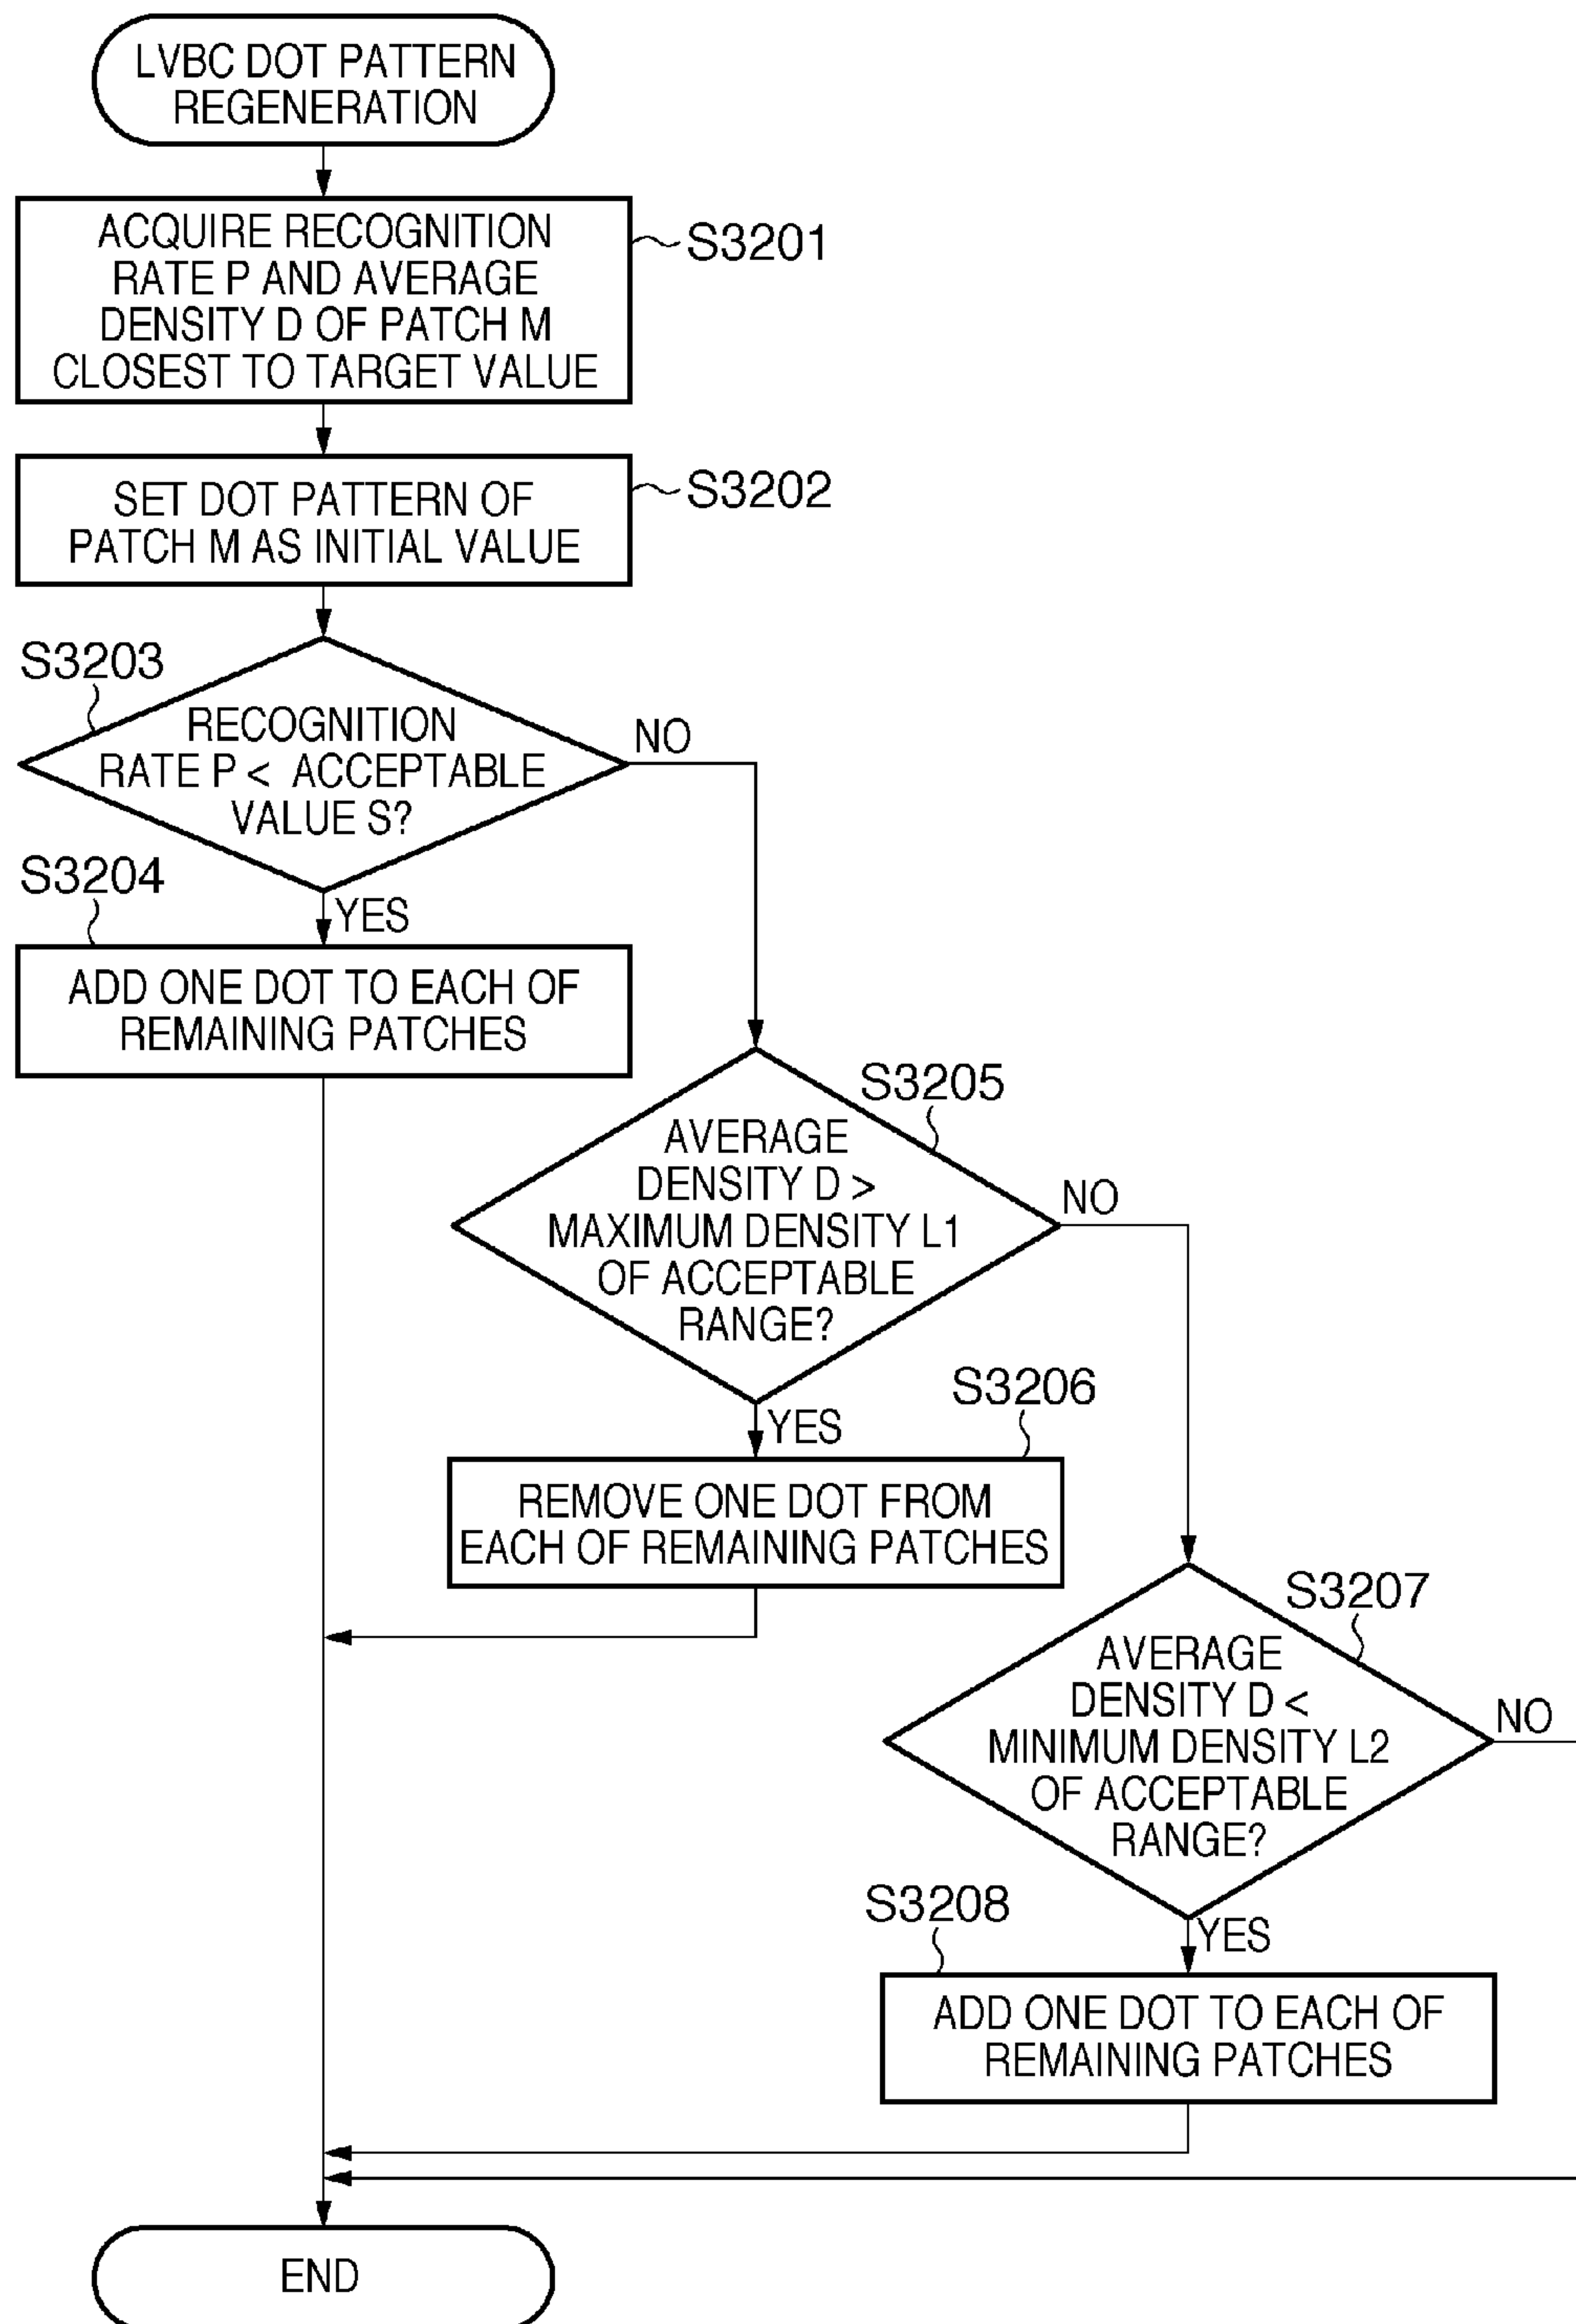 LVBC DOT PATTERN
REGENERATION
ACQUIRE RECOGNITION
RATE P AND AVERAGE
DENSITY D OF PATCH M
CLOSEST TO TARGET VALUE
S3201
SET DOT PATTERN OF
PATCH M AS INITIAL VALUE
S3202
S3203
RECOGNITION
RATE P < ACCEPTABLE
VALUE S?
NO
YES
S3204
ADD ONE DOT TO EACH OF
REMAINING PATCHES
S3205
AVERAGE
DENSITY D >
MAXIMUM DENSITY L1
OF ACCEPTABLE
RANGE?
NO
YES
S3206
REMOVE ONE DOT FROM
EACH OF REMAINING PATCHES
S3207
AVERAGE
DENSITY D <
MINIMUM DENSITY L2
OF ACCEPTABLE
RANGE?
NO
YES
S3208
ADD ONE DOT TO EACH OF
REMAINING PATCHES
END